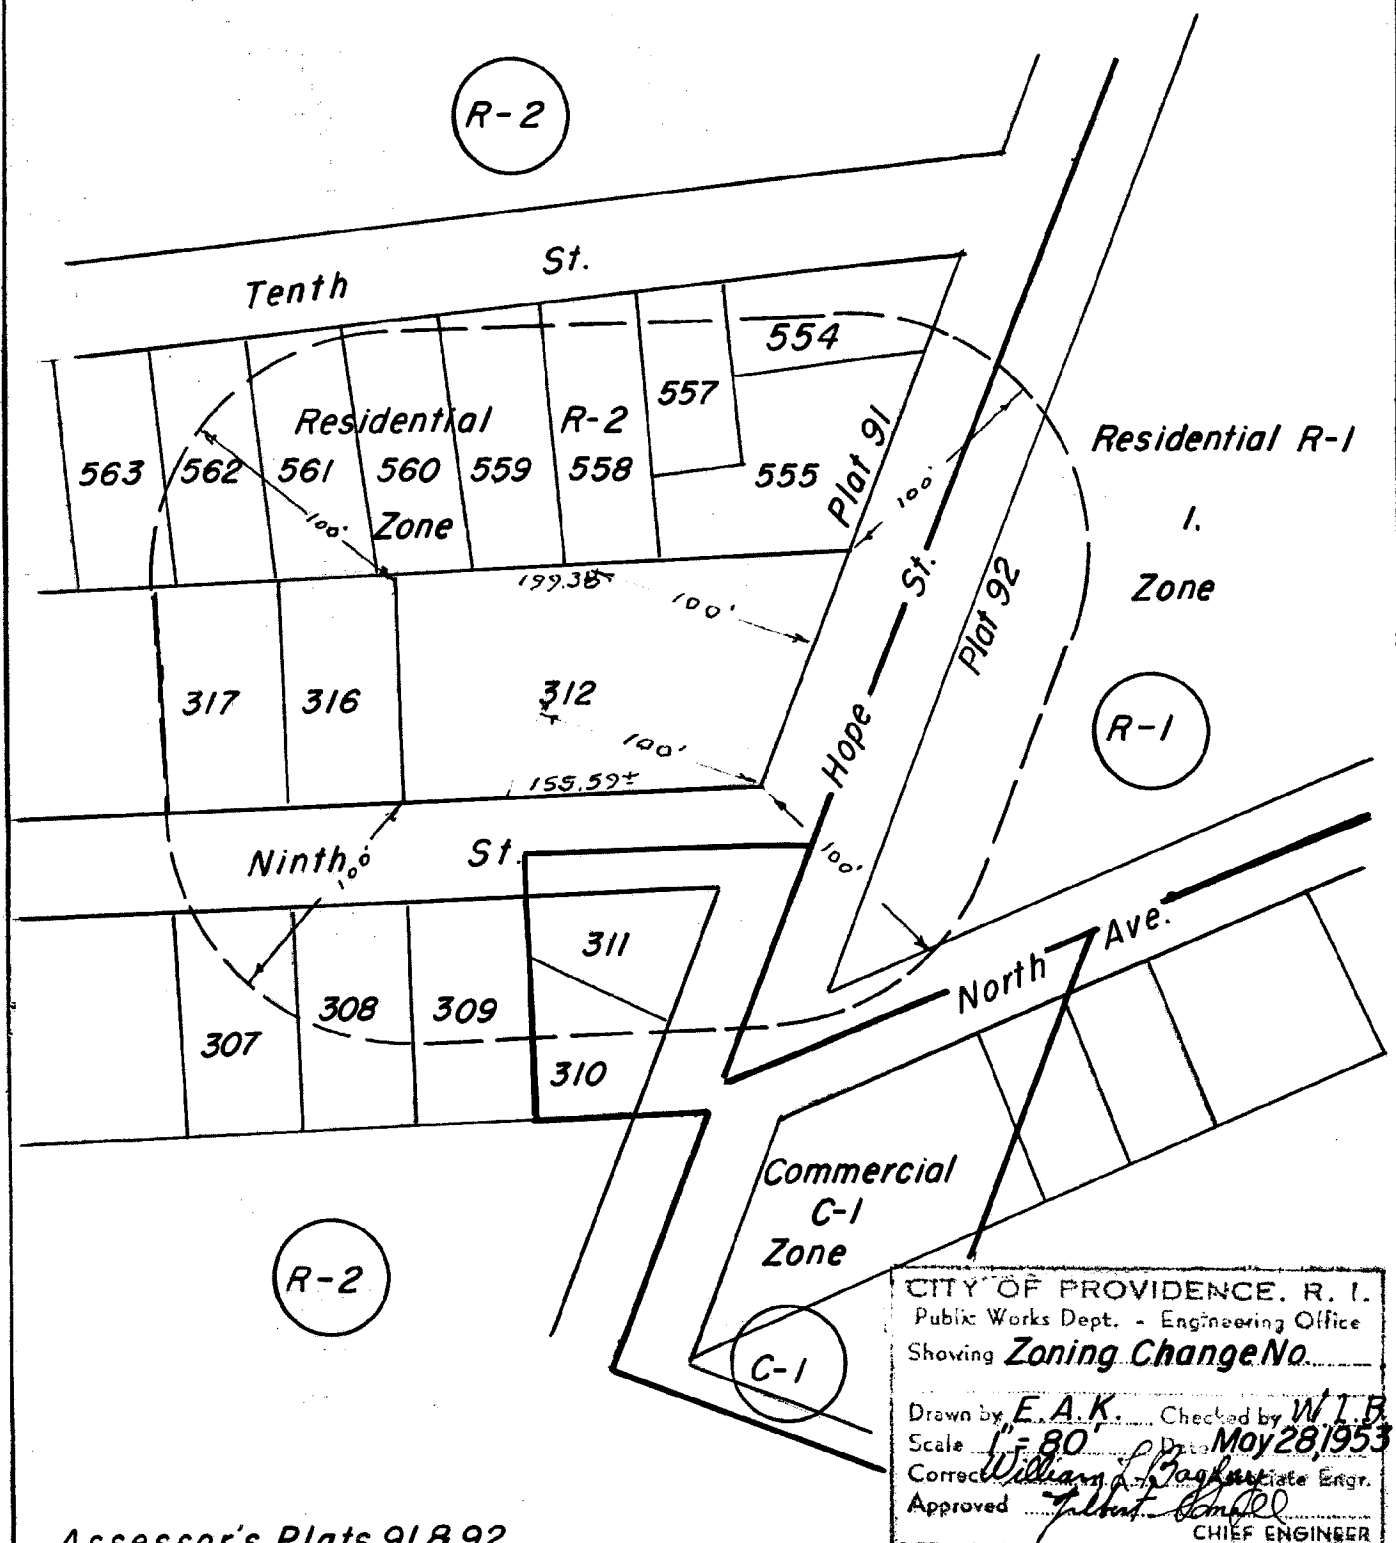 R-2
Tenth St.
554
557
Residential R-2
563 562 561 560 559 558
555
Zone
100'
Plat 91
100'
Residential R-1
1.
Zone
199.38
100'
Hope St.
Plat 92
317 316 312
100'
155.59±
R-1
Ninth St.
100'
100'
311
North Ave.
307 308 309
310
Commercial
C-1
Zone
R-2
C-1
CITY OF PROVIDENCE. R. I.
Public Works Dept. - Engineering Office
Showing Zoning Change No.
Drawn by E. A. K. Checked by W. L. B.
Scale 1" = 80' Date May 28, 1953
Correct William L. Associate Engr.
Approved
CHIEF ENGINEER
Assessor's Plats 91 & 92